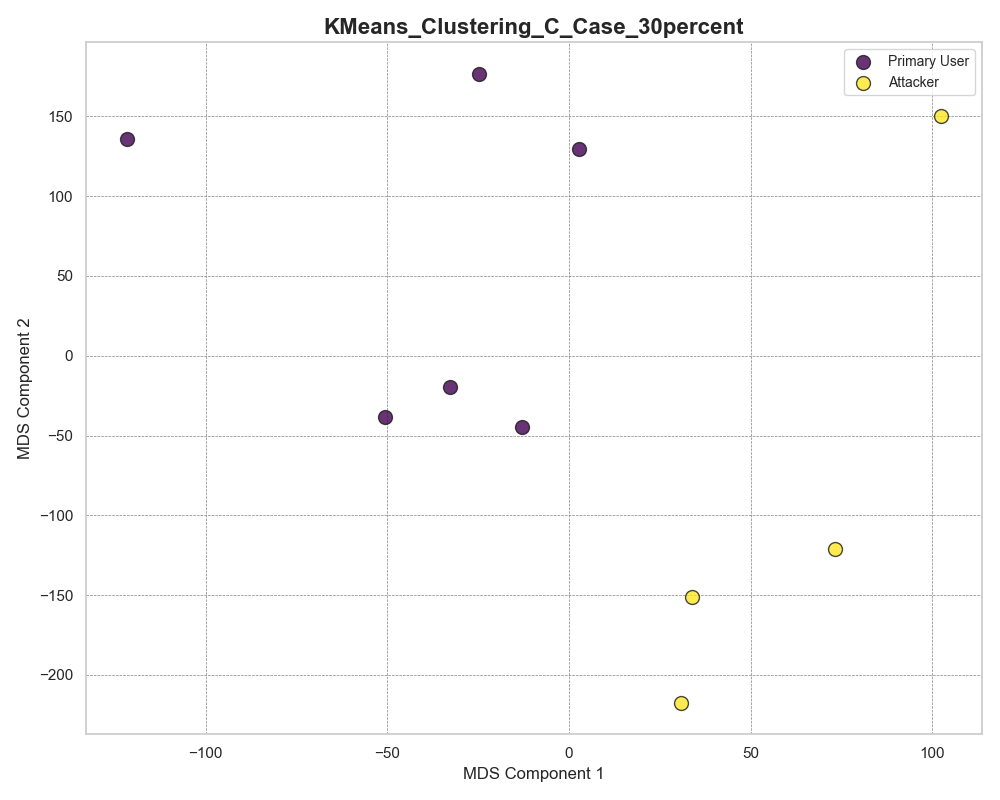 KMeans_Clustering_C_Case_30percent
Primary User
Attacker
150
100
50
0
−50
−100
−150
−200
MDS Component 2
−100
−50
0
50
100
MDS Component 1